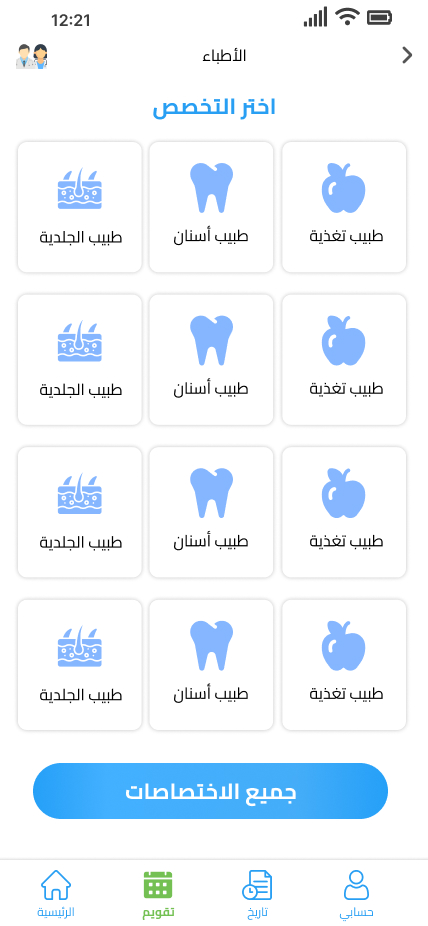 12:21
الأطباء
اختر التخصص
طبيب تغذية
طبيب أسنان
طبيب الجلدية
طبيب تغذية
طبيب أسنان
طبيب الجلدية
طبيب تغذية
طبيب أسنان
طبيب الجلدية
طبيب تغذية
طبيب أسنان
طبيب الجلدية
جميع الاختصاصات
حسابي
تاريخ
تقويم
الرئيسية